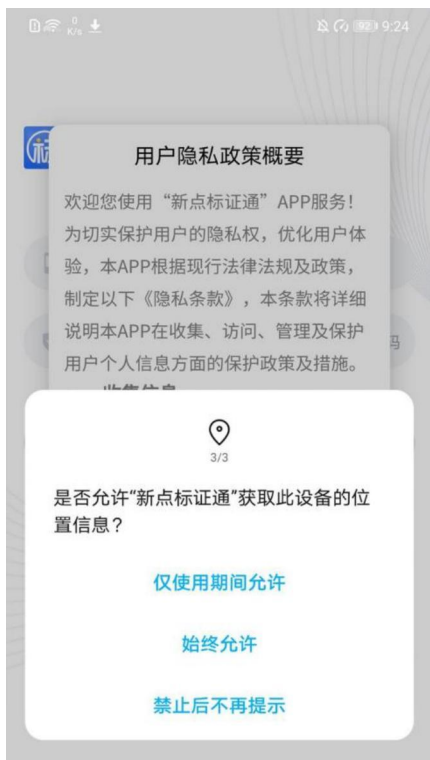 0
K/s
92 9:24
用户隐私政策概要
欢迎您使用“新点标证通”APP服务！
为切实保护用户的隐私权，优化用户体
验，本APP根据现行法律法规及政策，
制定以下《隐私条款》，本条款将详细
说明本APP在收集、访问、管理及保护
用户个人信息方面的保护政策及措施。
码
3/3
是否允许“新点标证通”获取此设备的位
置信息？
仅使用期间允许
始终允许
禁止后不再提示